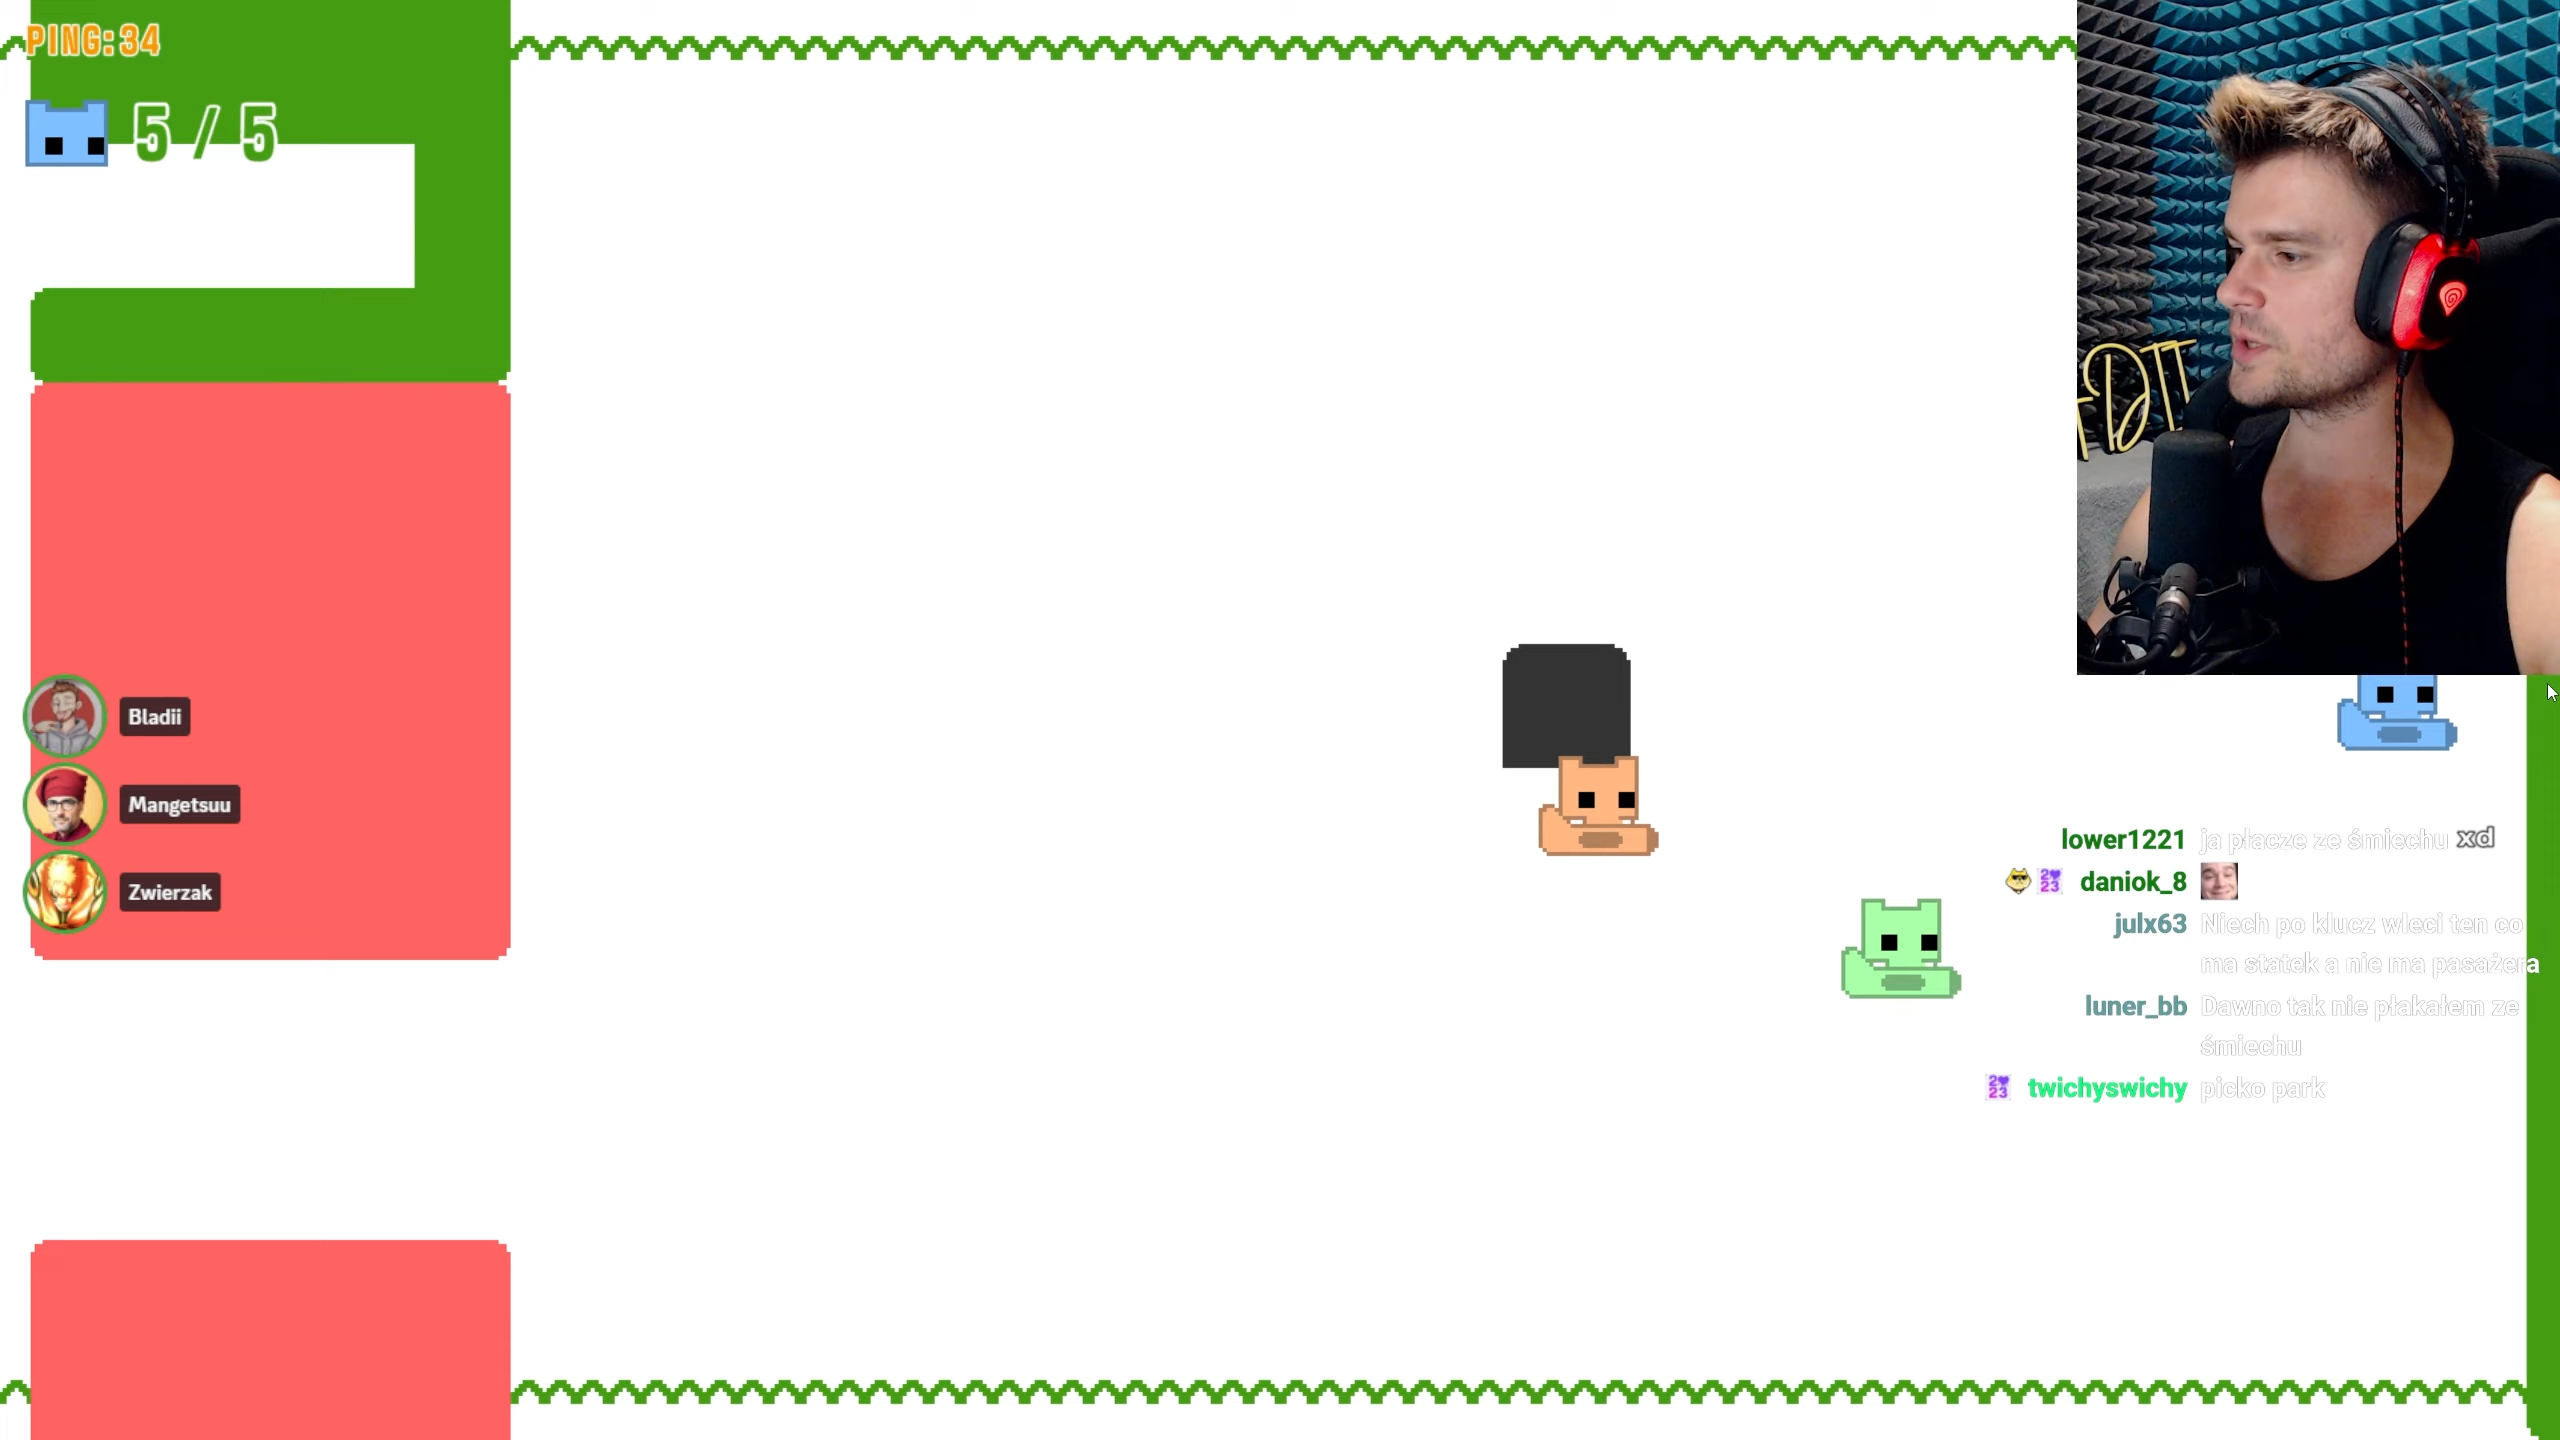 PING:34
5 / 5
Bladii
Mangetsuu
Zwierzak
lower1221 ja płacze ze śmiechu xd
daniok_8
julx63 Niech po klucz wleci ten co
ma statek a nie ma pasażera
luner_bb Dawno tak nie płakałem ze
śmiechu
twichyswichy picko park